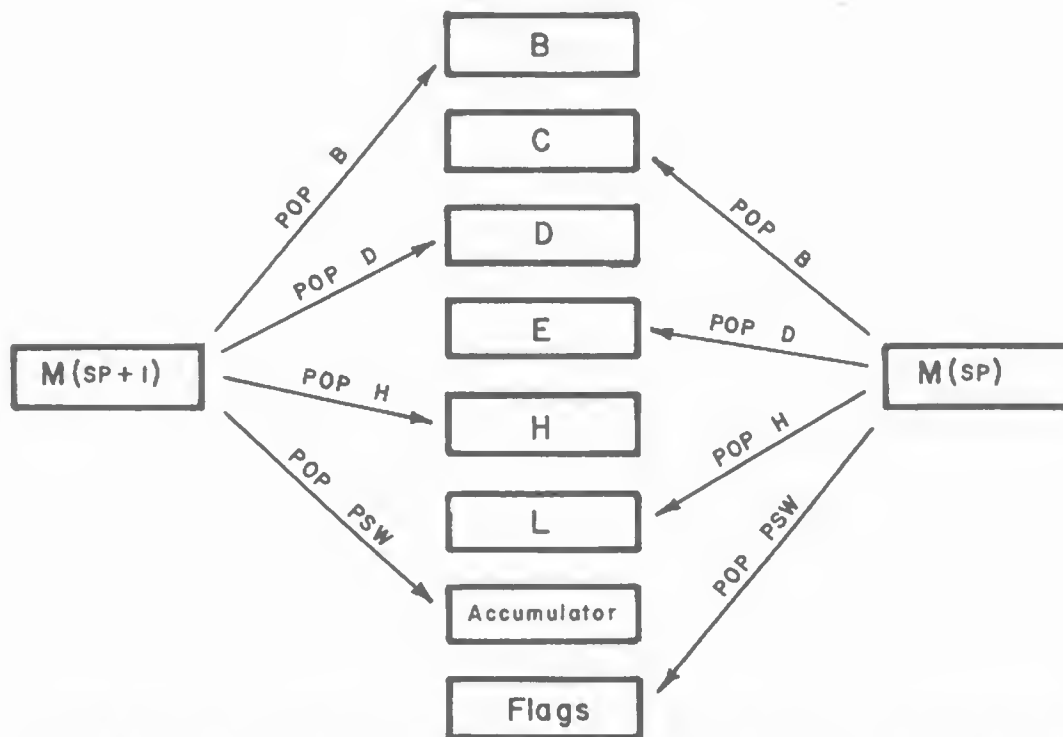 B
C
POP B
POP B
D
POP D
E
POP D
M(SP+1)
M(SP)
POP H
H
POP H
POP PSW
L
POP PSW
Accumulator
Flags